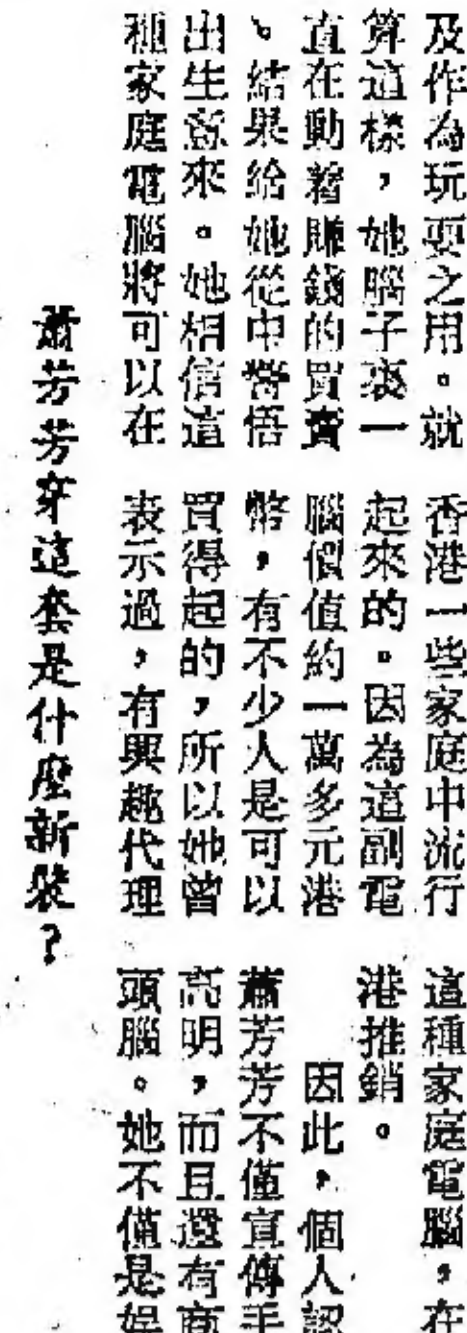 及作為玩耍之用。就
算這樣，她腦子裏一
直在動着賺錢的買賣
。結果給她從中警悟
出生意來。她相信這
種家庭電腦將可以在
香港一些家庭中流行
起來的。因為這副電
腦價值約一萬多元港
幣，有不少人是可以
買得起的，所以她曾
表示過，有興趣代理
這種家庭電腦，在
港推銷。
因此，個人認
蕭芳芳不僅宣傳手
高明，而且還有商
頭腦。她不僅是娛
蕭芳芳穿這套是什麼新裝？